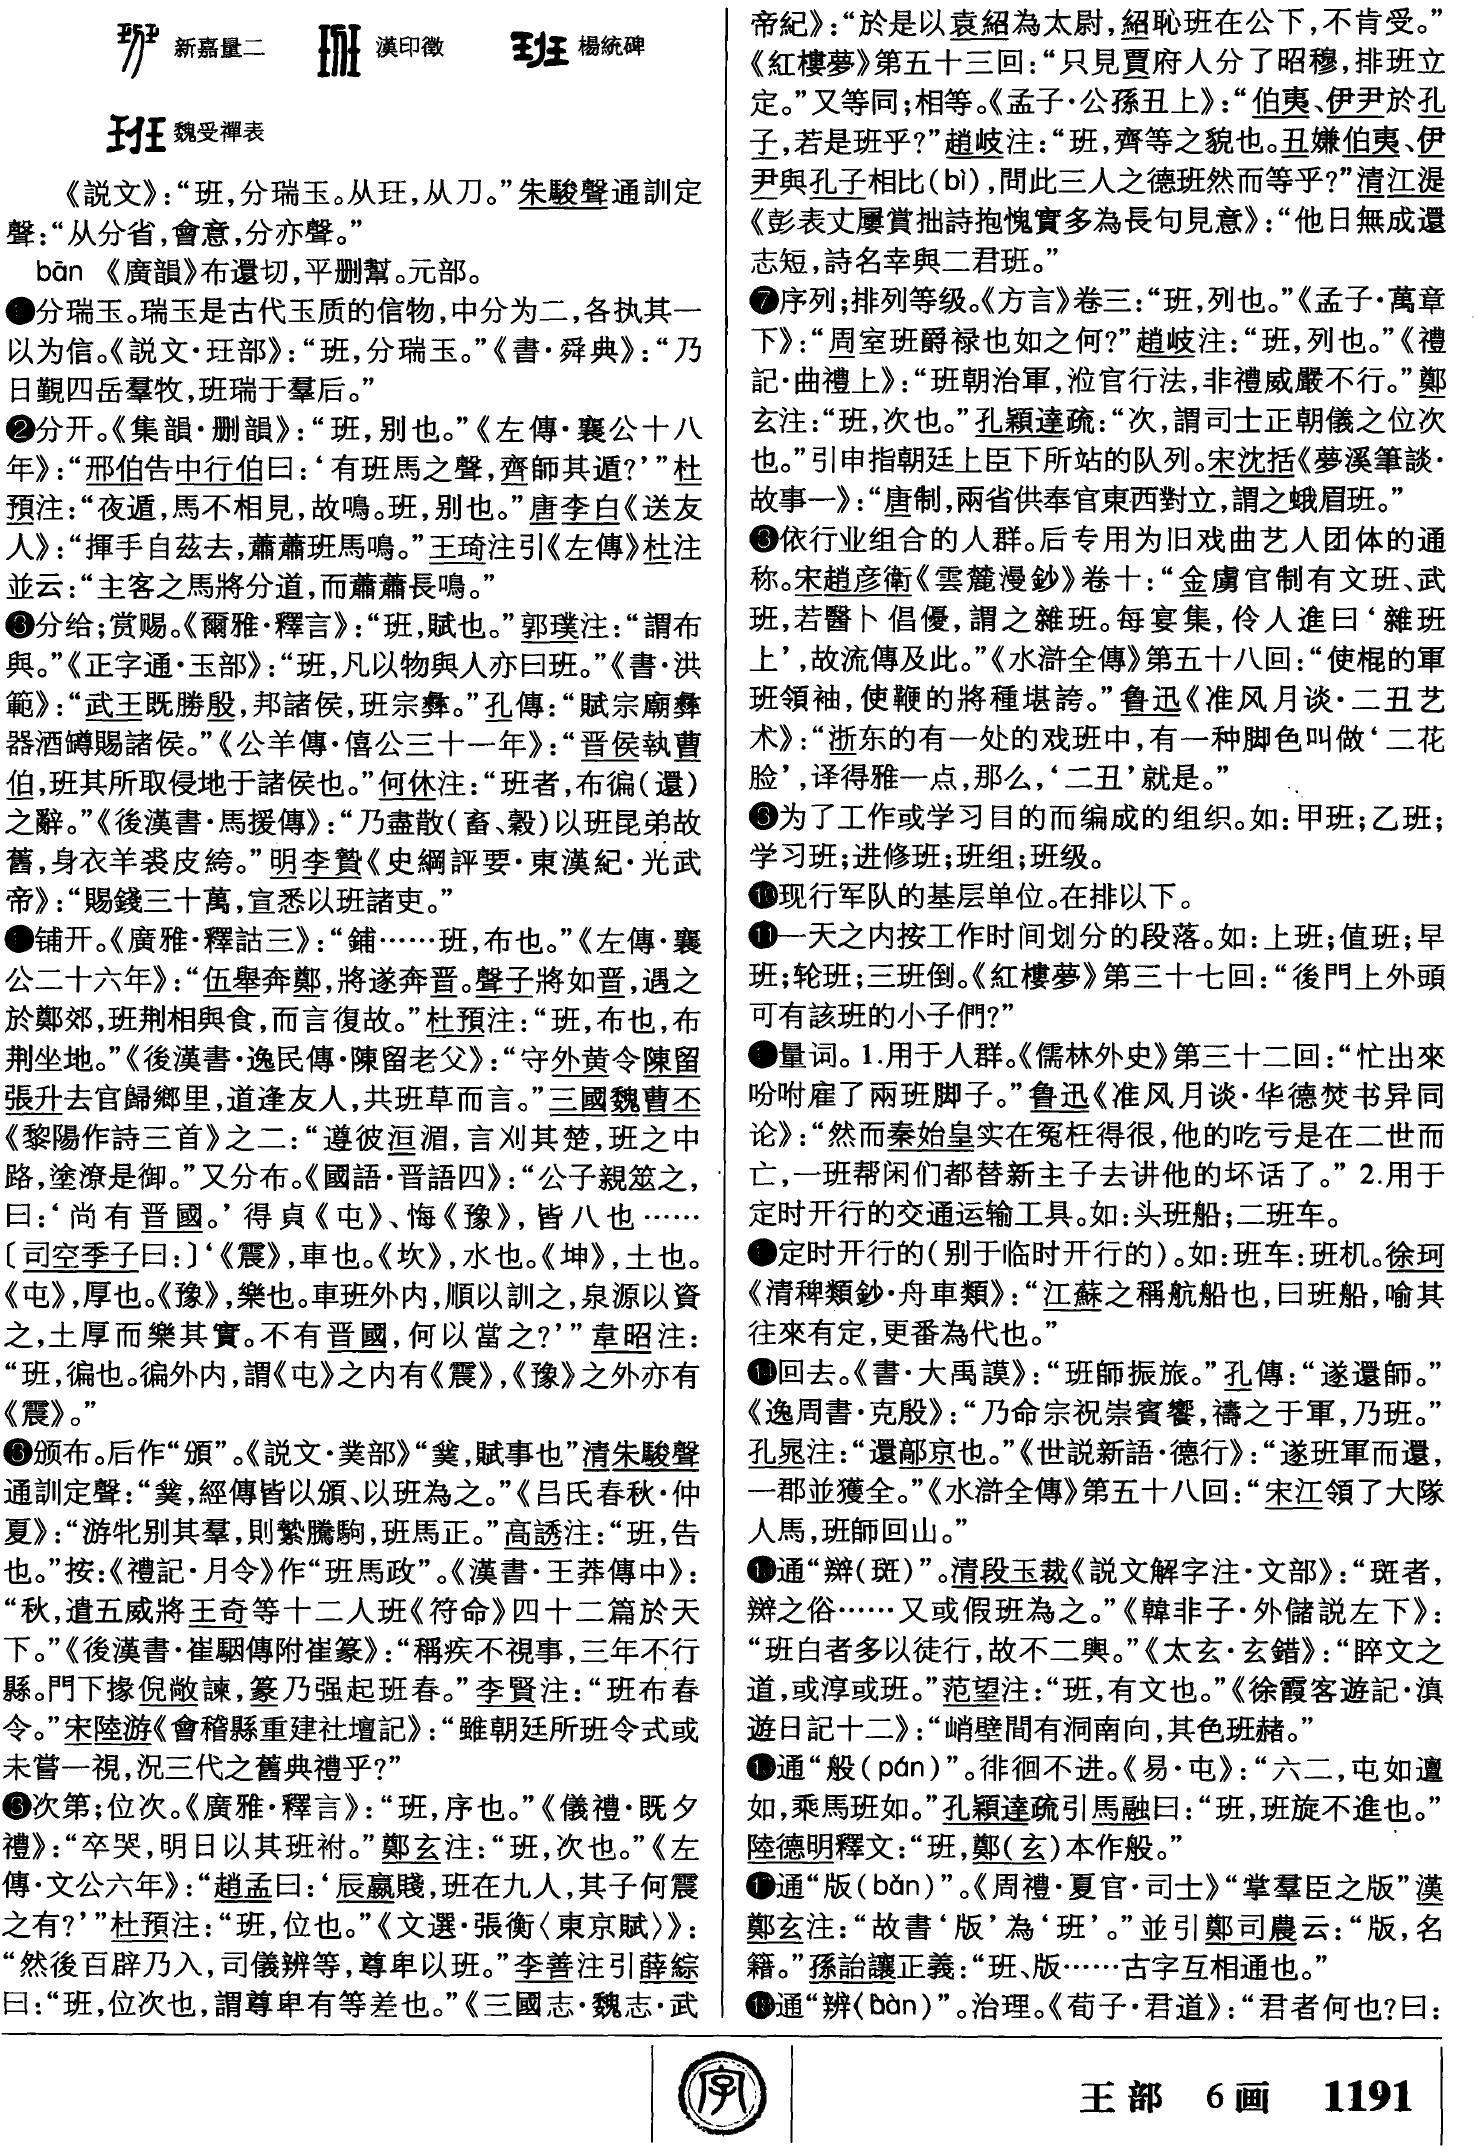 新嘉量二 漢印徵 楊統碑
魏受禪表
《説文》：“班，分瑞玉。从玨，从刀。”朱駿聲通訓定
聲：“从分省，會意，分亦聲。”
bān 《廣韻》布還切，平删幫。元部。
❶分瑞玉。瑞玉是古代玉质的信物，中分为二，各执其一
以为信。《説文·玨部》：“班，分瑞玉。”《書·舜典》：“乃
日覲四岳羣牧，班瑞于羣后。”
❷分开。《集韻·删韻》：“班，别也。”《左傳·襄公十八
年》：“邢伯告中行伯曰：‘有班馬之聲，齊師其遁？’”杜
預注：“夜遁，馬不相見，故鳴。班，别也。”唐李白《送友
人》：“揮手自茲去，蕭蕭班馬鳴。”王琦注引《左傳》杜注
並云：“主客之馬將分道，而蕭蕭長鳴。”
❸分给；赏赐。《爾雅·釋言》：“班，賦也。”郭璞注：“謂布
與。”《正字通·玉部》：“班，凡以物與人亦曰班。”《書·洪
範》：“武王既勝殷，邦諸侯，班宗彝。”孔傳：“賦宗廟彝
器酒罇賜諸侯。”《公羊傳·僖公三十一年》：“晋侯執曹
伯，班其所取侵地于諸侯也。”何休注：“班者，布徧（還）
之辭。”《後漢書·馬援傳》：“乃盡散（畜、穀）以班昆弟故
舊，身衣羊裘皮絝。”明李贄《史綱評要·東漢紀·光武
帝》：“賜錢三十萬，宣悉以班諸吏。”
❹铺开。《廣雅·釋詁三》：“鋪……班，布也。”《左傳·襄
公二十六年》：“伍舉奔鄭，將遂奔晋。聲子將如晋，遇之
於鄭郊，班荆相與食，而言復故。”杜預注：“班，布也，布
荆坐地。”《後漢書·逸民傳·陳留老父》：“守外黄令陳留
張升去官歸鄉里，道逢友人，共班草而言。”三國魏曹丕
《黎陽作詩三首》之二：“遵彼洹湄，言刈其楚，班之中
路，塗潦是御。”又分布。《國語·晋語四》：“公子親筮之，
曰：‘尚有晋國。’得貞《屯》、悔《豫》，皆八也……
〔司空季子曰：〕‘《震》，車也。《坎》，水也。《坤》，土也。
《屯》，厚也。《豫》，樂也。車班外内，順以訓之，泉源以資
之，土厚而樂其實。不有晋國，何以當之？’”韋昭注：
“班，徧也。徧外内，謂《屯》之内有《震》，《豫》之外亦有
《震》。”
❺颁布。后作“頒”。《説文·菐部》“𤲷，賦事也”清朱駿聲
通訓定聲：“𤲷，經傳皆以頒、以班為之。”《吕氏春秋·仲
夏》：“游牝别其羣，則縶騰駒，班馬正。”高誘注：“班，告
也。”按：《禮記·月令》作“班馬政”。《漢書·王莽傳中》：
“秋，遣五威將王奇等十二人班《符命》四十二篇於天
下。”《後漢書·崔駰傳附崔篆》：“稱疾不視事，三年不行
縣。門下掾倪敞諫，篆乃强起班春。”李賢注：“班布春
令。”宋陸游《會稽縣重建社壇記》：“雖朝廷所班令式或
未嘗一視，況三代之舊典禮乎？”
❻次第；位次。《廣雅·釋言》：“班，序也。”《儀禮·既夕
禮》：“卒哭，明日以其班祔。”鄭玄注：“班，次也。”《左
傳·文公六年》：“趙孟曰：‘辰嬴賤，班在九人，其子何震
之有？’”杜預注：“班，位也。”《文選·張衡〈東京賦〉》：
“然後百辟乃入，司儀辨等，尊卑以班。”李善注引薛綜
曰：“班，位次也，謂尊卑有等差也。”《三國志·魏志·武
帝紀》：“於是以袁紹為太尉，紹恥班在公下，不肯受。”
《紅樓夢》第五十三回：“只見賈府人分了昭穆，排班立
定。”又等同；相等。《孟子·公孫丑上》：“伯夷、伊尹於孔
子，若是班乎？”趙岐注：“班，齊等之貌也。丑嫌伯夷、伊
尹與孔子相比（bì），問此三人之德班然而等乎？”清江湜
《彭表丈屢賞拙詩抱愧實多為長句見意》：“他日無成還
志短，詩名幸與二君班。”
❼序列；排列等级。《方言》卷三：“班，列也。”《孟子·萬章
下》：“周室班爵禄也如之何？”趙岐注：“班，列也。”《禮
記·曲禮上》：“班朝治軍，涖官行法，非禮威嚴不行。”鄭
玄注：“班，次也。”孔穎達疏：“次，謂司士正朝儀之位次
也。”引申指朝廷上臣下所站的队列。宋沈括《夢溪筆談·
故事一》：“唐制，兩省供奉官東西對立，謂之蛾眉班。”
❽依行业组合的人群。后专用为旧戏曲艺人团体的通
称。宋趙彦衛《雲麓漫鈔》卷十：“金虜官制有文班、武
班，若醫卜倡優，謂之雜班。每宴集，伶人進曰‘雜班
上’，故流傳及此。”《水滸全傳》第五十八回：“使棍的軍
班領袖，使鞭的將種堪誇。”鲁迅《准风月谈·二丑艺
术》：“浙东的有一处的戏班中，有一种脚色叫做‘二花
脸’，译得雅一点，那么，‘二丑’就是。”
❾为了工作或学习目的而编成的组织。如：甲班；乙班；
学习班；进修班；班组；班级。
❿现行军队的基层单位。在排以下。
⓫一天之内按工作时间划分的段落。如：上班；值班；早
班；轮班；三班倒。《紅樓夢》第三十七回：“後門上外頭
可有該班的小子們？”
⓬量词。1.用于人群。《儒林外史》第三十二回：“忙出來
吩咐雇了兩班脚子。”鲁迅《准风月谈·华德焚书异同
论》：“然而秦始皇实在冤枉得很，他的吃亏是在二世而
亡，一班帮闲们都替新主子去讲他的坏话了。”2.用于
定时开行的交通运输工具。如：头班船；二班车。
⓭定时开行的（别于临时开行的）。如：班车：班机。徐珂
《清稗類鈔·舟車類》：“江蘇之稱航船也，曰班船，喻其
往來有定，更番為代也。”
⓮回去。《書·大禹謨》：“班師振旅。”孔傳：“遂還師。”
《逸周書·克殷》：“乃命宗祝崇賓饗，禱之于軍，乃班。”
孔晁注：“還鄗京也。”《世説新語·德行》：“遂班軍而還，
一郡並獲全。”《水滸全傳》第五十八回：“宋江領了大隊
人馬，班師回山。”
⓯通“辬（斑）”。清段玉裁《説文解字注·文部》：“斑者，
辬之俗……又或假班為之。”《韓非子·外儲説左下》：
“班白者多以徒行，故不二輿。”《太玄·玄錯》：“睟文之
道，或淳或班。”范望注：“班，有文也。”《徐霞客遊記·滇
遊日記十二》：“峭壁間有洞南向，其色班赭。”
⓰通“般（pán）”。徘徊不进。《易·屯》：“六二，屯如邅
如，乘馬班如。”孔穎達疏引馬融曰：“班，班旋不進也。”
陸德明釋文：“班，鄭（玄）本作般。”
⓱通“版（bǎn）”。《周禮·夏官·司士》“掌羣臣之版”漢
鄭玄注：“故書‘版’為‘班’。”並引鄭司農云：“版，名
籍。”孫詒讓正義：“班、版……古字互相通也。”
⓲通“辨（bàn）”。治理。《荀子·君道》：“君者何也？曰：
字 王部 6画 1191